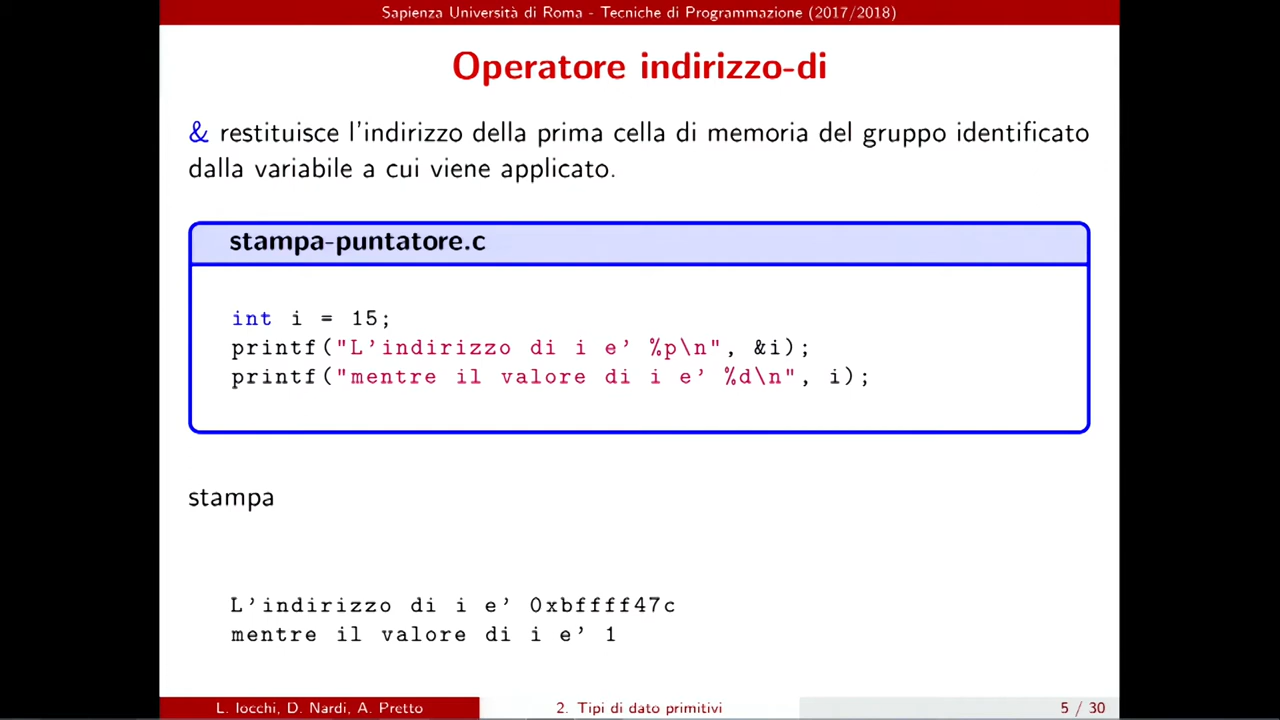 Sapienza Università di Roma - Tecniche di Programmazione (2017/2018)
Operatore indirizzo-di
& restituisce l'indirizzo della prima cella di memoria del gruppo identificato
dalla variabile a cui viene applicato.
stampa-puntatore.c
int i = 15;
printf("L'indirizzo di i e' %p\n", &i);
printf("mentre il valore di i e' %d\n", i);
stampa
L'indirizzo di i e' 0xbffff47c
mentre il valore di i e' 1
L. Iocchi, D. Nardi, A. Pretto
2. Tipi di dato primitivi
5 / 30